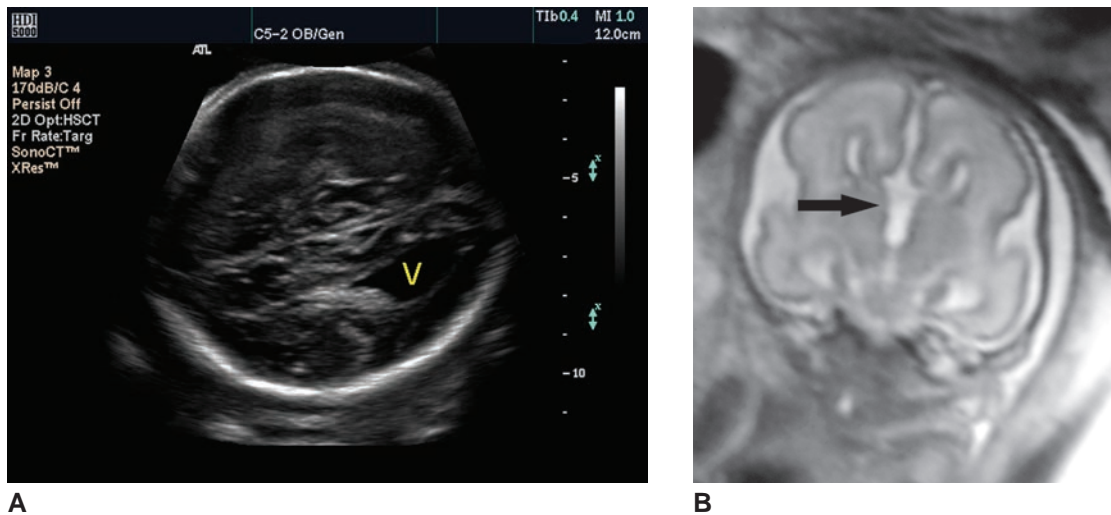 HDI
5000
C5-2 OB/Gen
TIb0.4 MI 1.0
12.0cm
ATL
Map 3
170dB/C 4
Persist Off
2D Opt:HSCT
Fr Rate:Targ
SonoCT™
XRes™
x
-5
V
x
-10
A
B